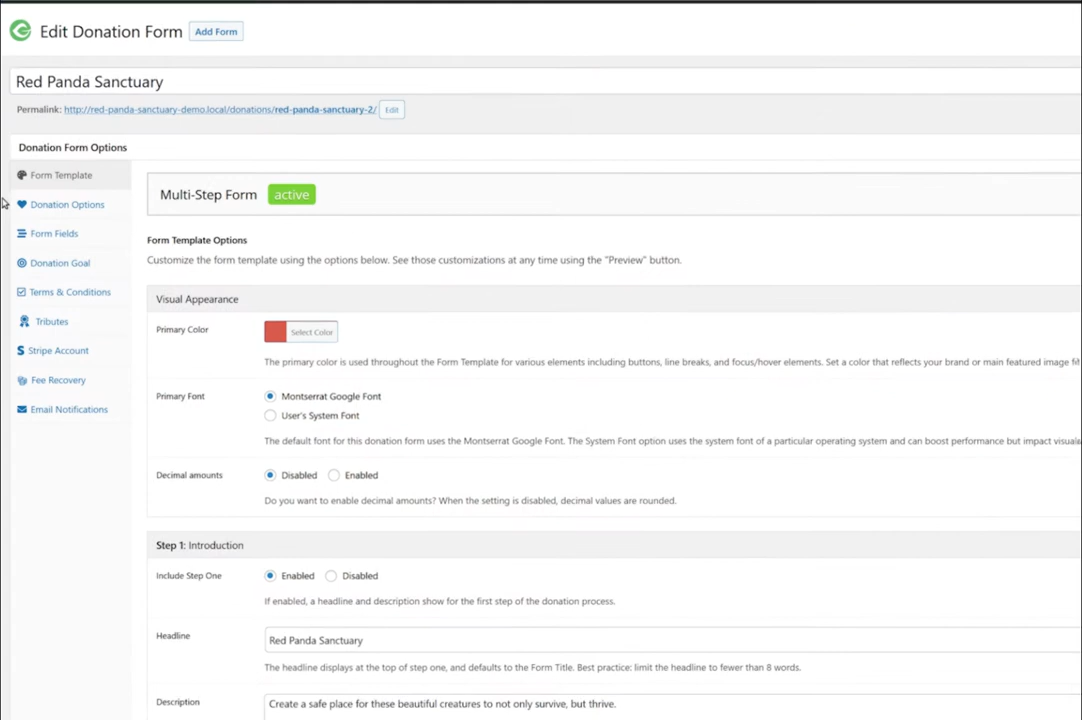 Edit Donation Form Add Form
Red Panda Sanctuary
Permalink: http://red-panda-sanctuary-demo.local/donations/red-panda-sanctuary-2/ Edit
Donation Form Options
Form Template
Donation Options
Form Fields
Donation Goal
Terms & Conditions
Tributes
Stripe Account
Fee Recovery
Email Notifications
Multi-Step Form active
Form Template Options
Customize the form template using the options below. See those customizations at any time using the "Preview" button.
Visual Appearance
Primary Color Select Color
The primary color is used throughout the Form Template for various elements including buttons, line breaks, and focus/hover elements. Set a color that reflects your brand or main featured image
Primary Font Montserrat Google Font
User's System Font
The default font for this donation form uses the Montserrat Google Font. The System Font option uses the system font of a particular operating system and can boost performance but impact
Decimal amounts Disabled Enabled
Do you want to enable decimal amounts? When the setting is disabled, decimal values are rounded.
Step 1: Introduction
Include Step One Enabled Disabled
If enabled, a headline and description show for the first step of the donation process.
Headline Red Panda Sanctuary
The headline displays at the top of step one, and defaults to the Form Title. Best practice: limit the headline to fewer than 8 words.
Description Create a safe place for these beautiful creatures to not only survive, but thrive.